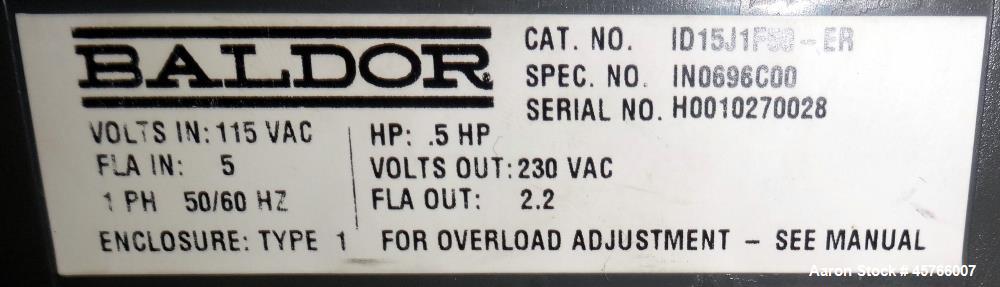 BALDOR
CAT. NO. ID15J1F50-ER
SPEC. NO. IN0696C00
SERIAL NO. H0010270028
VOLTS IN: 115 VAC
FLA IN: 5
1 PH 50/60 HZ
HP: .5 HP
VOLTS OUT: 230 VAC
FLA OUT: 2.2
ENCLOSURE: TYPE 1 FOR OVERLOAD ADJUSTMENT - SEE MANUAL
Aaron Stock # 45766007